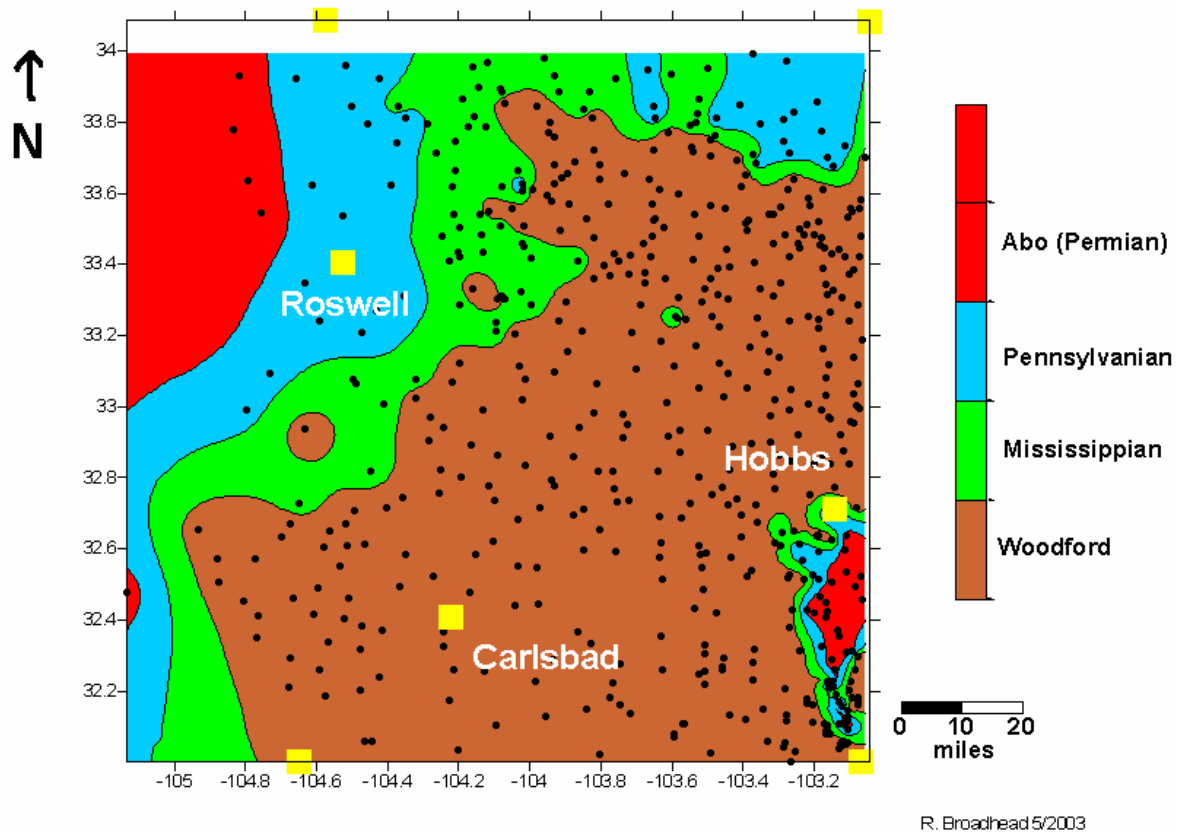 N
34
33.8
33.6
33.4
33.2
33
32.8
32.6
32.4
32.2
Roswell
Hobbs
Carlsbad
-105
-104.8
-104.6
-104.4
-104.2
-104
-103.8
-103.6
-103.4
-103.2
Abo (Permian)
Pennsylvanian
Mississippian
Woodford
0 10 20
miles
R. Broadhead 5/2003